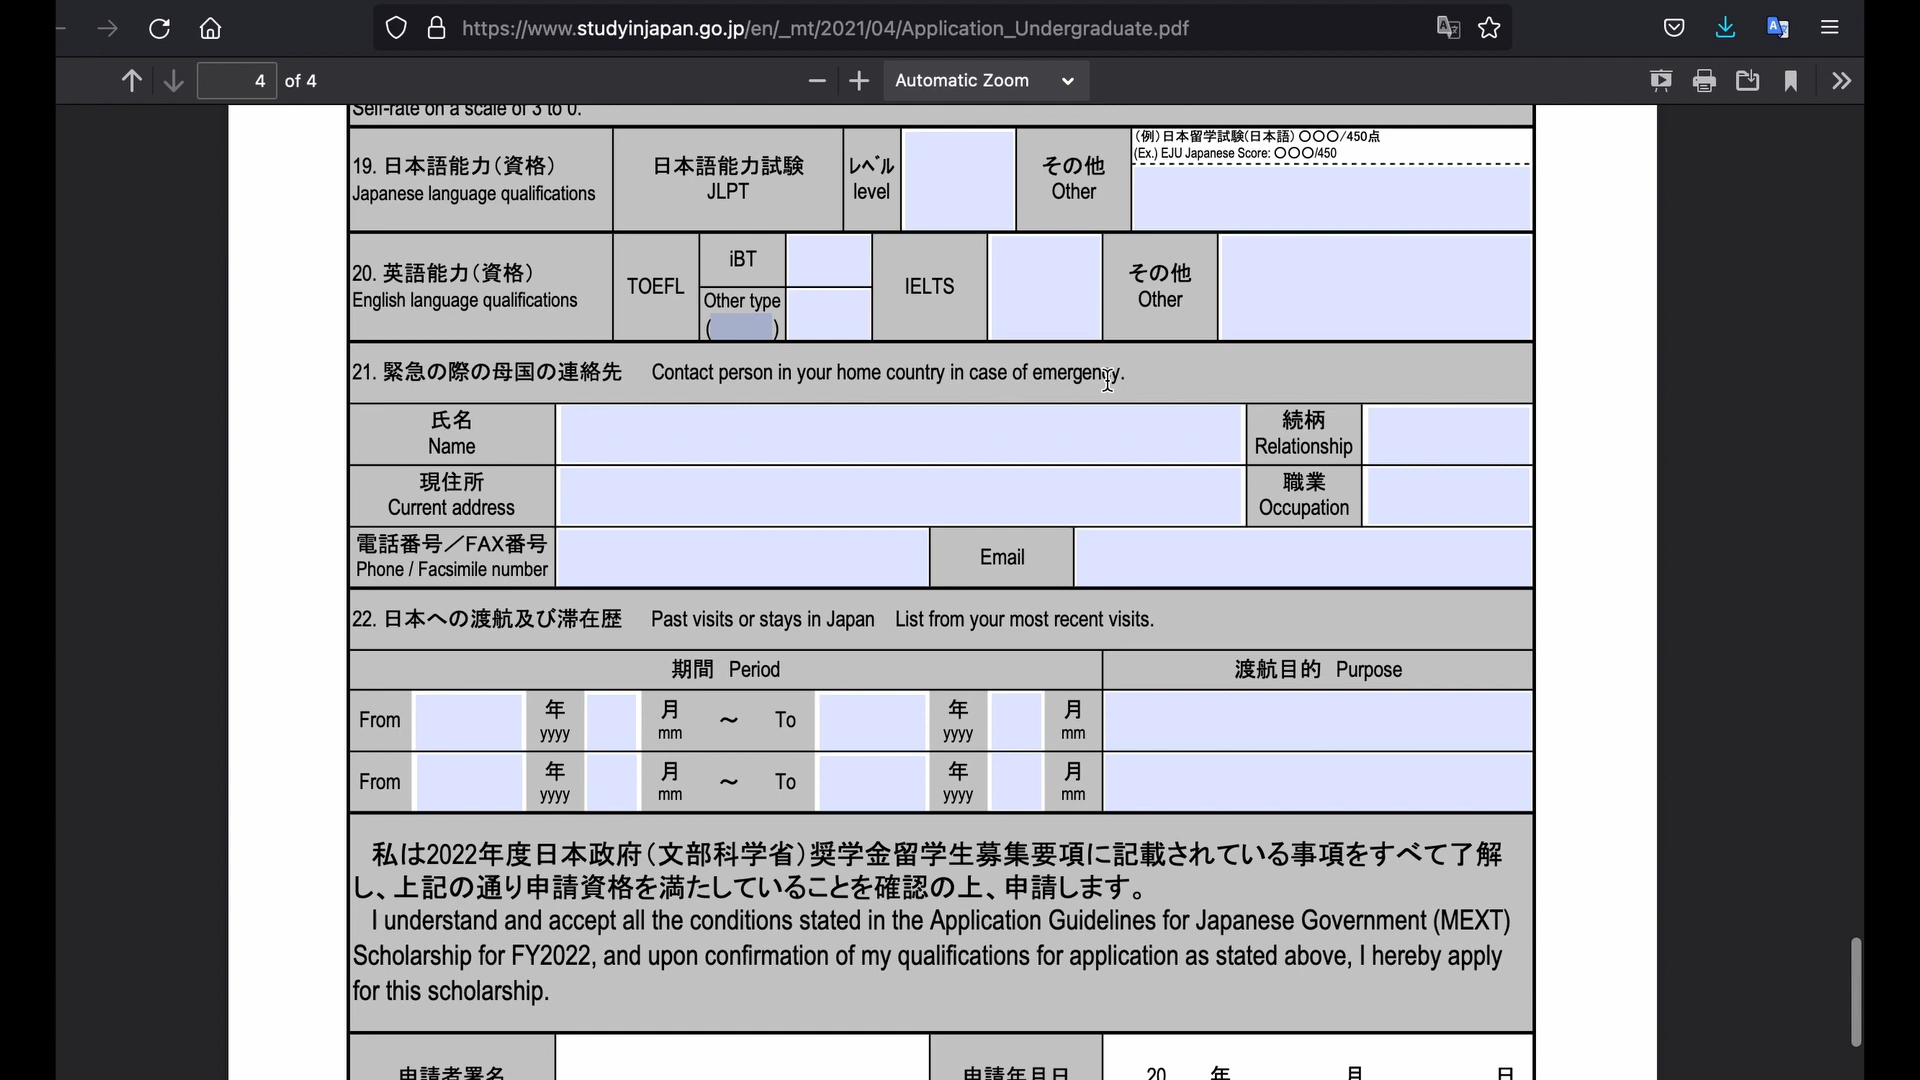 https://www.studyinjapan.go.jp/en/_mt/2021/04/Application_Undergraduate.pdf
4 of 4
Automatic Zoom
Self-rate on a scale of 3 to 0.
19. 日本語能力(資格)
Japanese language qualifications
日本語能力試験
JLPT
ﾚﾍﾞﾙ
level
その他
Other
(例)日本留学試験(日本語) 〇〇〇/450点
(Ex.) EJU Japanese Score: 〇〇〇/450
20. 英語能力(資格)
English language qualifications
TOEFL
iBT
Other type
( )
IELTS
その他
Other
21. 緊急の際の母国の連絡先 Contact person in your home country in case of emergency.
氏名
Name
続柄
Relationship
現住所
Current address
職業
Occupation
電話番号／FAX番号
Phone / Facsimile number
Email
22. 日本への渡航及び滞在歴 Past visits or stays in Japan List from your most recent visits.
期間 Period
渡航目的 Purpose
From 年 月 ～ To 年 月
yyyy mm yyyy mm
From 年 月 ～ To 年 月
yyyy mm yyyy mm
私は2022年度日本政府(文部科学省)奨学金留学生募集要項に記載されている事項をすべて了解
し、上記の通り申請資格を満たしていることを確認の上、申請します。
I understand and accept all the conditions stated in the Application Guidelines for Japanese Government (MEXT)
Scholarship for FY2022, and upon confirmation of my qualifications for application as stated above, I hereby apply
for this scholarship.
申請者署名
申請年月日
20 年 月 日